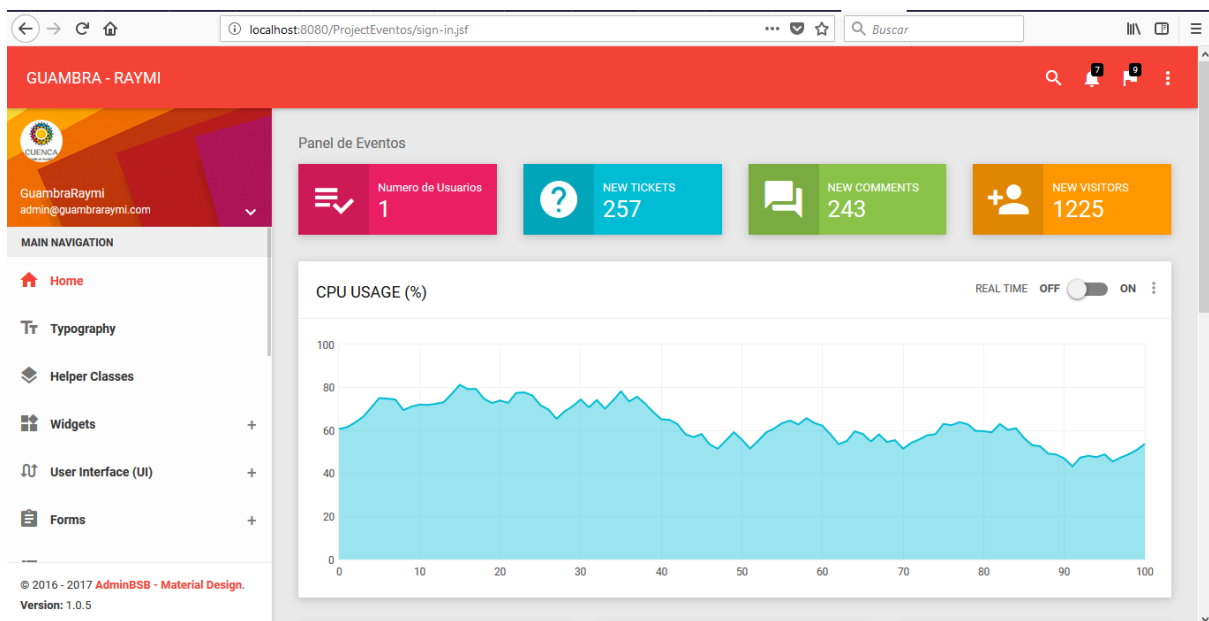 localhost:8080/ProjectEventos/sign-in.jsf
Buscar
GUAMBRA - RAYMI
7
9
CUENCA
GuambraRaymi
admin@guambraraymi.com
MAIN NAVIGATION
Home
Typography
Helper Classes
Widgets +
User Interface (UI) +
Forms +
© 2016 - 2017 AdminBSB - Material Design.
Version: 1.0.5
Panel de Eventos
Numero de Usuarios
1
NEW TICKETS
257
NEW COMMENTS
243
NEW VISITORS
1225
CPU USAGE (%)
REAL TIME OFF ON
100
80
60
40
20
0
0 10 20 30 40 50 60 70 80 90 100